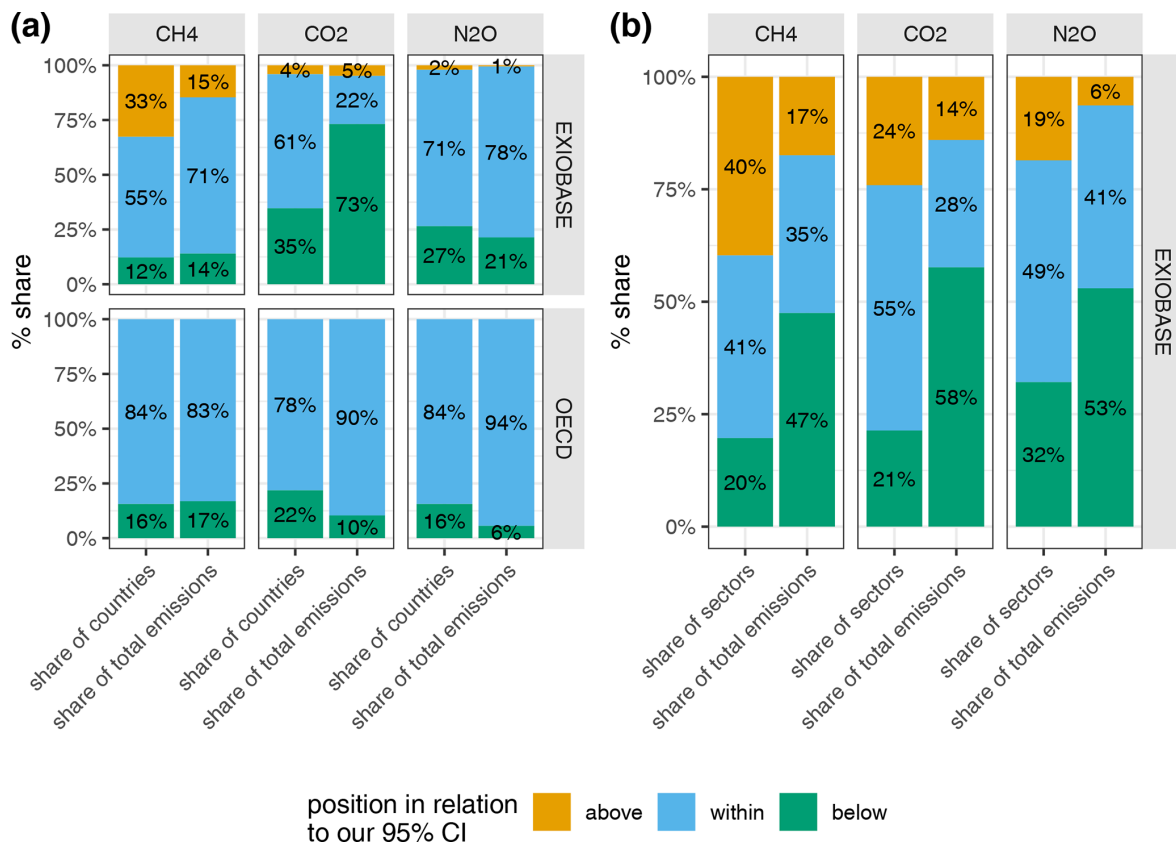 (a)
CH4 CO2 N2O
% share
100%
75%
50%
25%
0%
33% 15% 4% 5% 2% 1%
55% 71% 61% 22% 71% 78%
12% 14% 35% 73% 27% 21%
EXIOBASE
100%
75%
50%
25%
0%
84% 83% 78% 90% 84% 94%
16% 17% 22% 10% 16% 6%
OECD
share of countries
share of total emissions
share of countries
share of total emissions
share of countries
share of total emissions
(b)
CH4 CO2 N2O
% share
100%
75%
50%
25%
0%
40% 17% 24% 14% 19% 6%
41% 35% 55% 28% 49% 41%
20% 47% 21% 58% 32% 53%
EXIOBASE
share of sectors
share of total emissions
share of sectors
share of total emissions
share of sectors
share of total emissions
position in relation
to our 95% CI
above within below